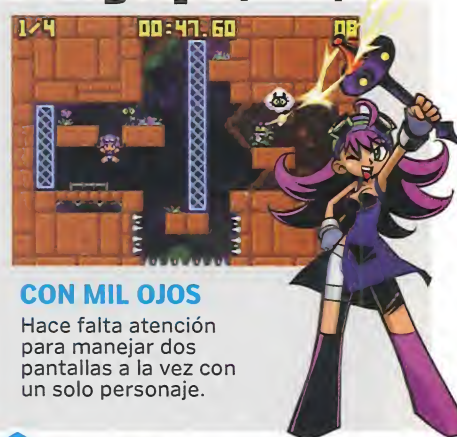 1/4 00:47.60 08
CON MIL OJOS
Hace falta atención
para manejar dos
pantallas a la vez con
un solo personaje.